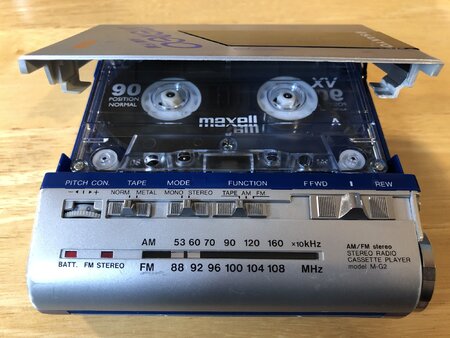 90
POSITION
NORMAL
maxell
XV
90
PITCH CON. TAPE MODE FUNCTION F FWD REW
- + NORM METAL MONO STEREO TAPE AM FM
AM 53 60 70 90 120 160 ×10kHz
FM 88 92 96 100 104 108 MHz
BATT. FM STEREO
AM/FM stereo
STEREO RADIO
CASSETTE PLAYER
model M-G2